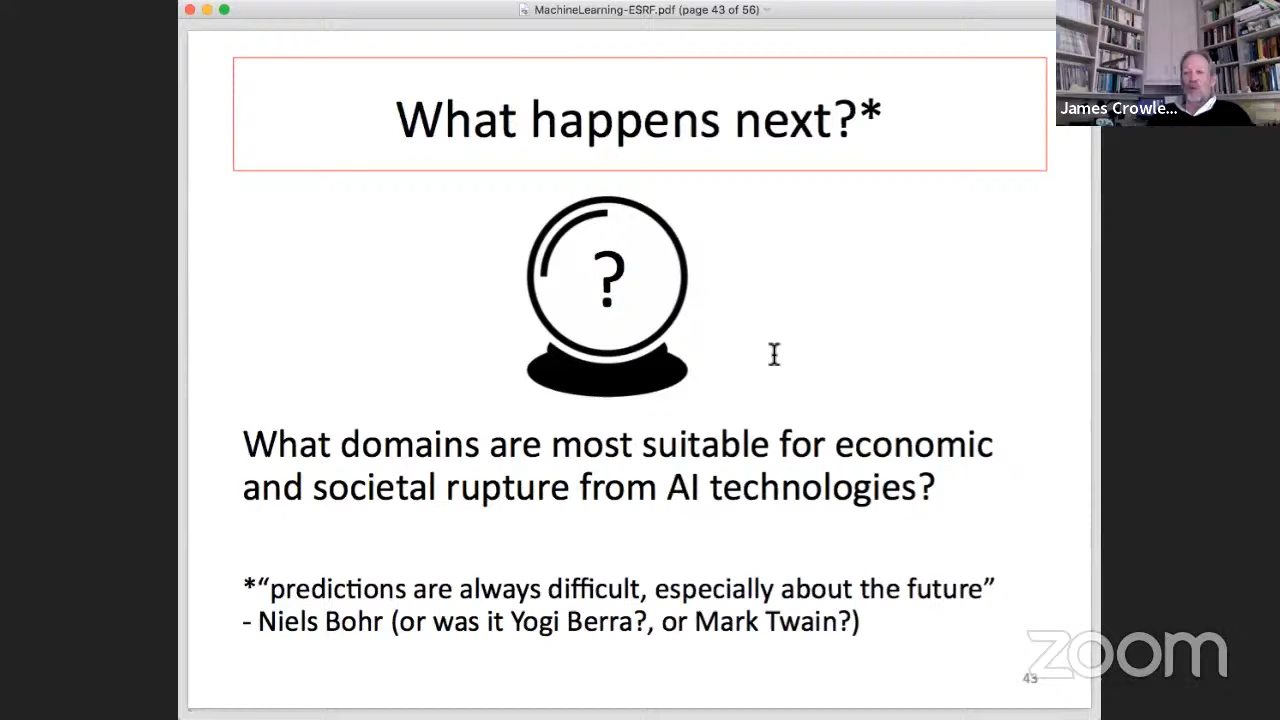 MachineLearning-ESRF.pdf (page 43 of 56)
James Crowle...
What happens next?*
?
What domains are most suitable for economic
and societal rupture from AI technologies?
*“predictions are always difficult, especially about the future”
- Niels Bohr (or was it Yogi Berra?, or Mark Twain?)
zoom
43